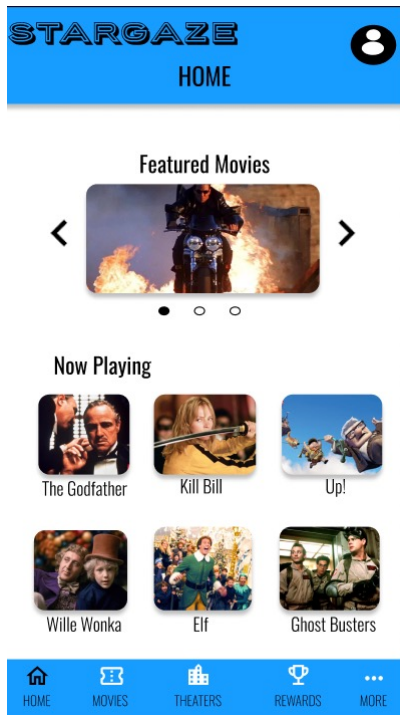 STARGAZE
HOME
Featured Movies
Now Playing
The Godfather
Kill Bill
Up!
Wille Wonka
Elf
Ghost Busters
HOME
MOVIES
THEATERS
REWARDS
MORE